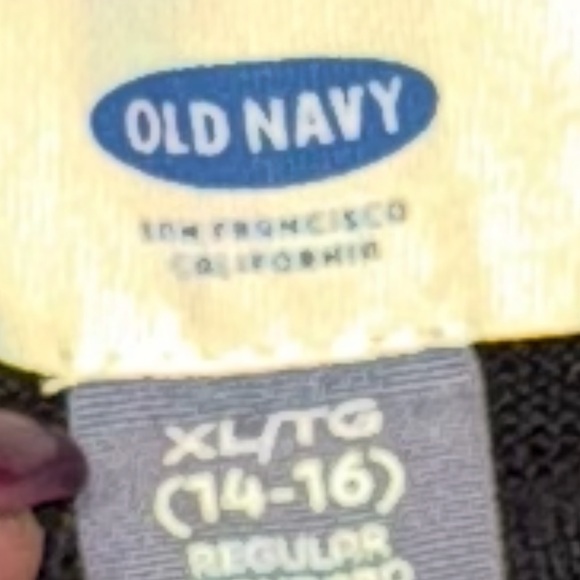 OLD NAVY
SAN FRANCISCO
CALIFORNIA
XL/TG
(14-16)
REGULAR